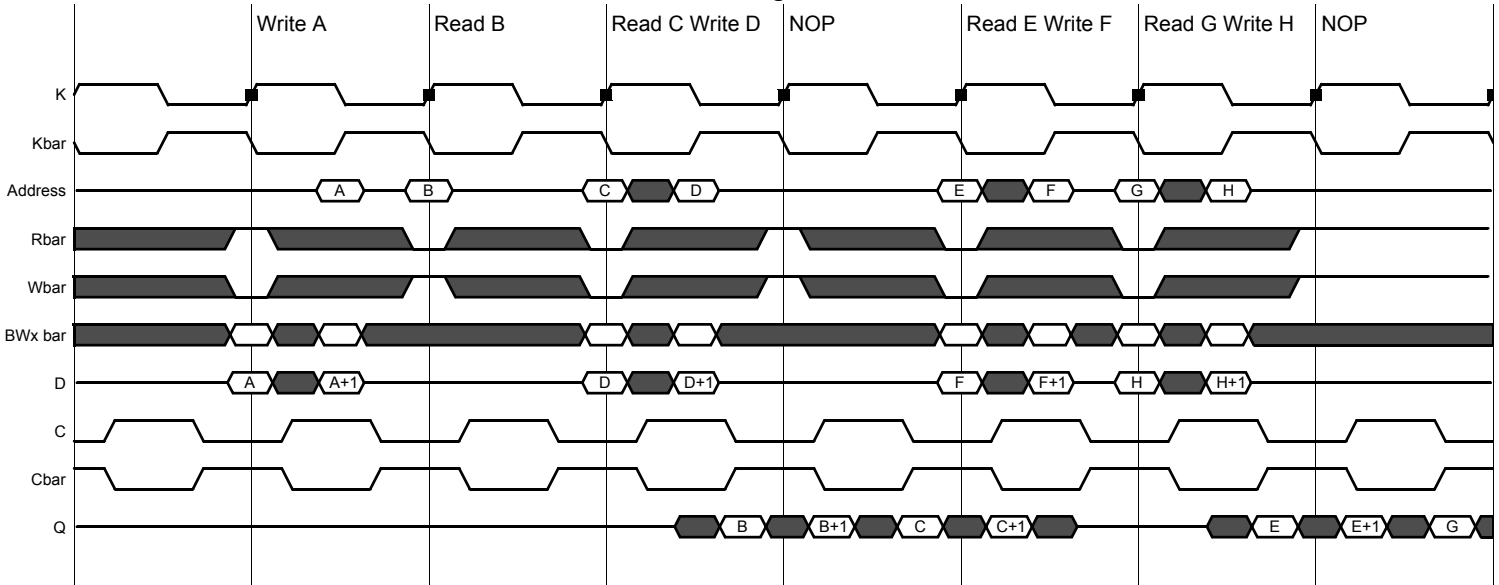 Write A Read B Read C Write D NOP Read E Write F Read G Write H NOP
K
Kbar
Address A B C D E F G H
Rbar
Wbar
BWx bar
D A A+1 D D+1 F F+1 H H+1
C
Cbar
Q B B+1 C C+1 E E+1 G